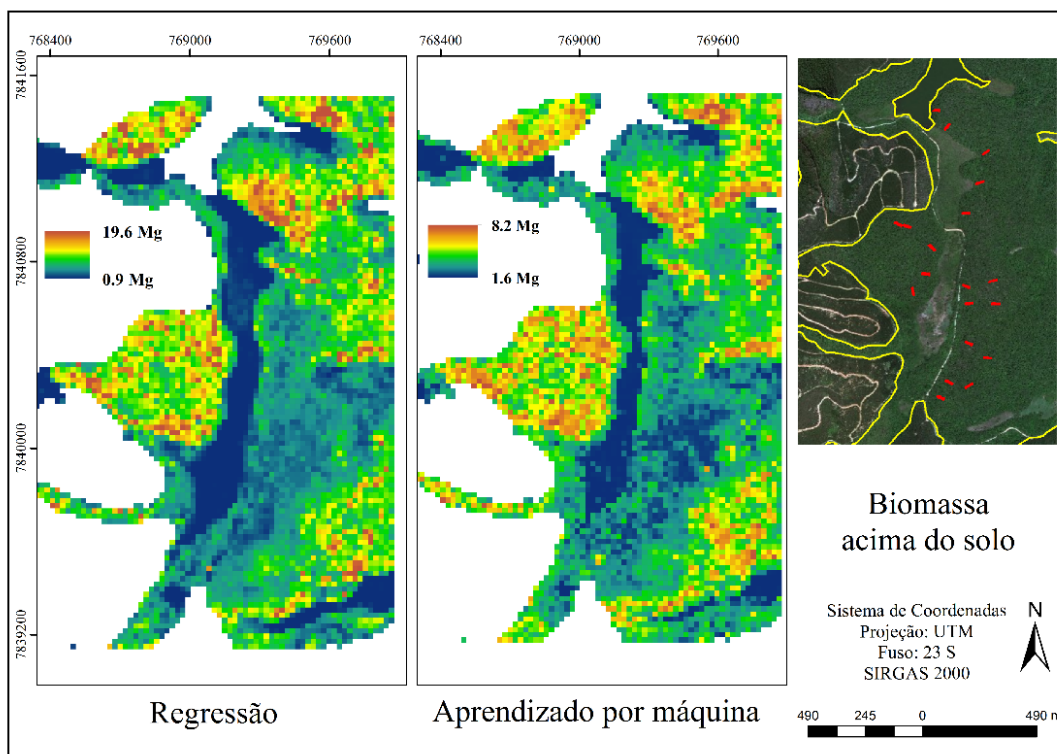 768400 769000 769600
768400 769000 769600
7841600
7840800
7840000
7839200
19.6 Mg
0.9 Mg
8.2 Mg
1.6 Mg
Regressão
Aprendizado por máquina
Biomassa
acima do solo
Sistema de Coordenadas
Projeção: UTM
Fuso: 23 S
SIRGAS 2000
N
490 245 0 490 m